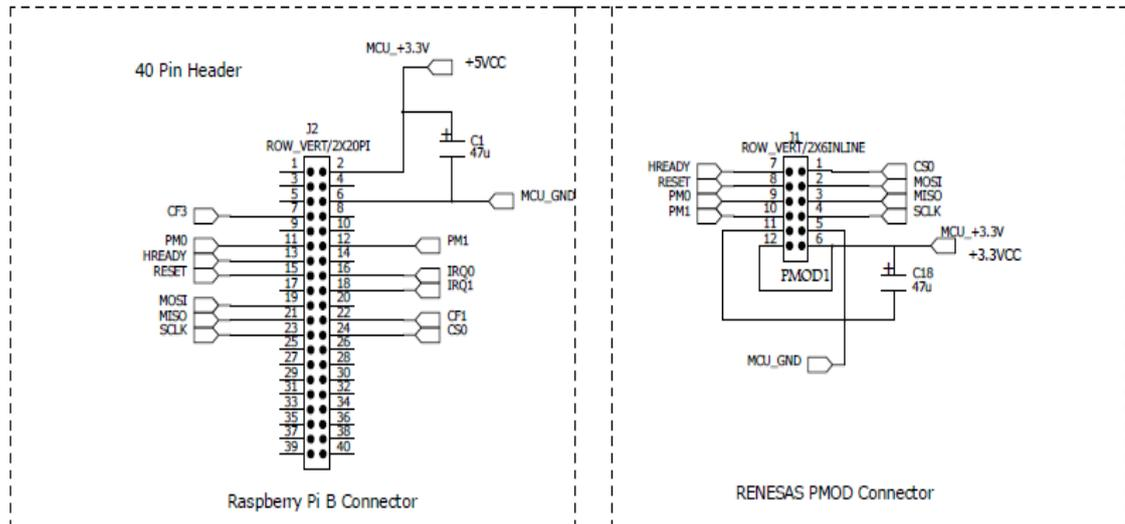 40 Pin Header
MCU_+3.3V
+5VCC
J2
ROW_VERT/2X20PI
C1
47u
MCU_GND
1 2
3 4
5 6
CF3 7 8
9 10
PM0 11 12 PM1
HREADY 13 14
RESET 15 16 IRQ0
17 18 IRQ1
MOSI 19 20
MISO 21 22 CF1
SCLK 23 24 CS0
25 26
27 28
29 30
31 32
33 34
35 36
37 38
39 40
Raspberry Pi B Connector
J1
ROW_VERT/2X6INLINE
HREADY 7 1 CS0
RESET 8 2 MOSI
PM0 9 3 MISO
PM1 10 4 SCLK
11 5
12 6
MCU_+3.3V
+3.3VCC
PMOD1
C18
47u
MCU_GND
RENESAS PMOD Connector